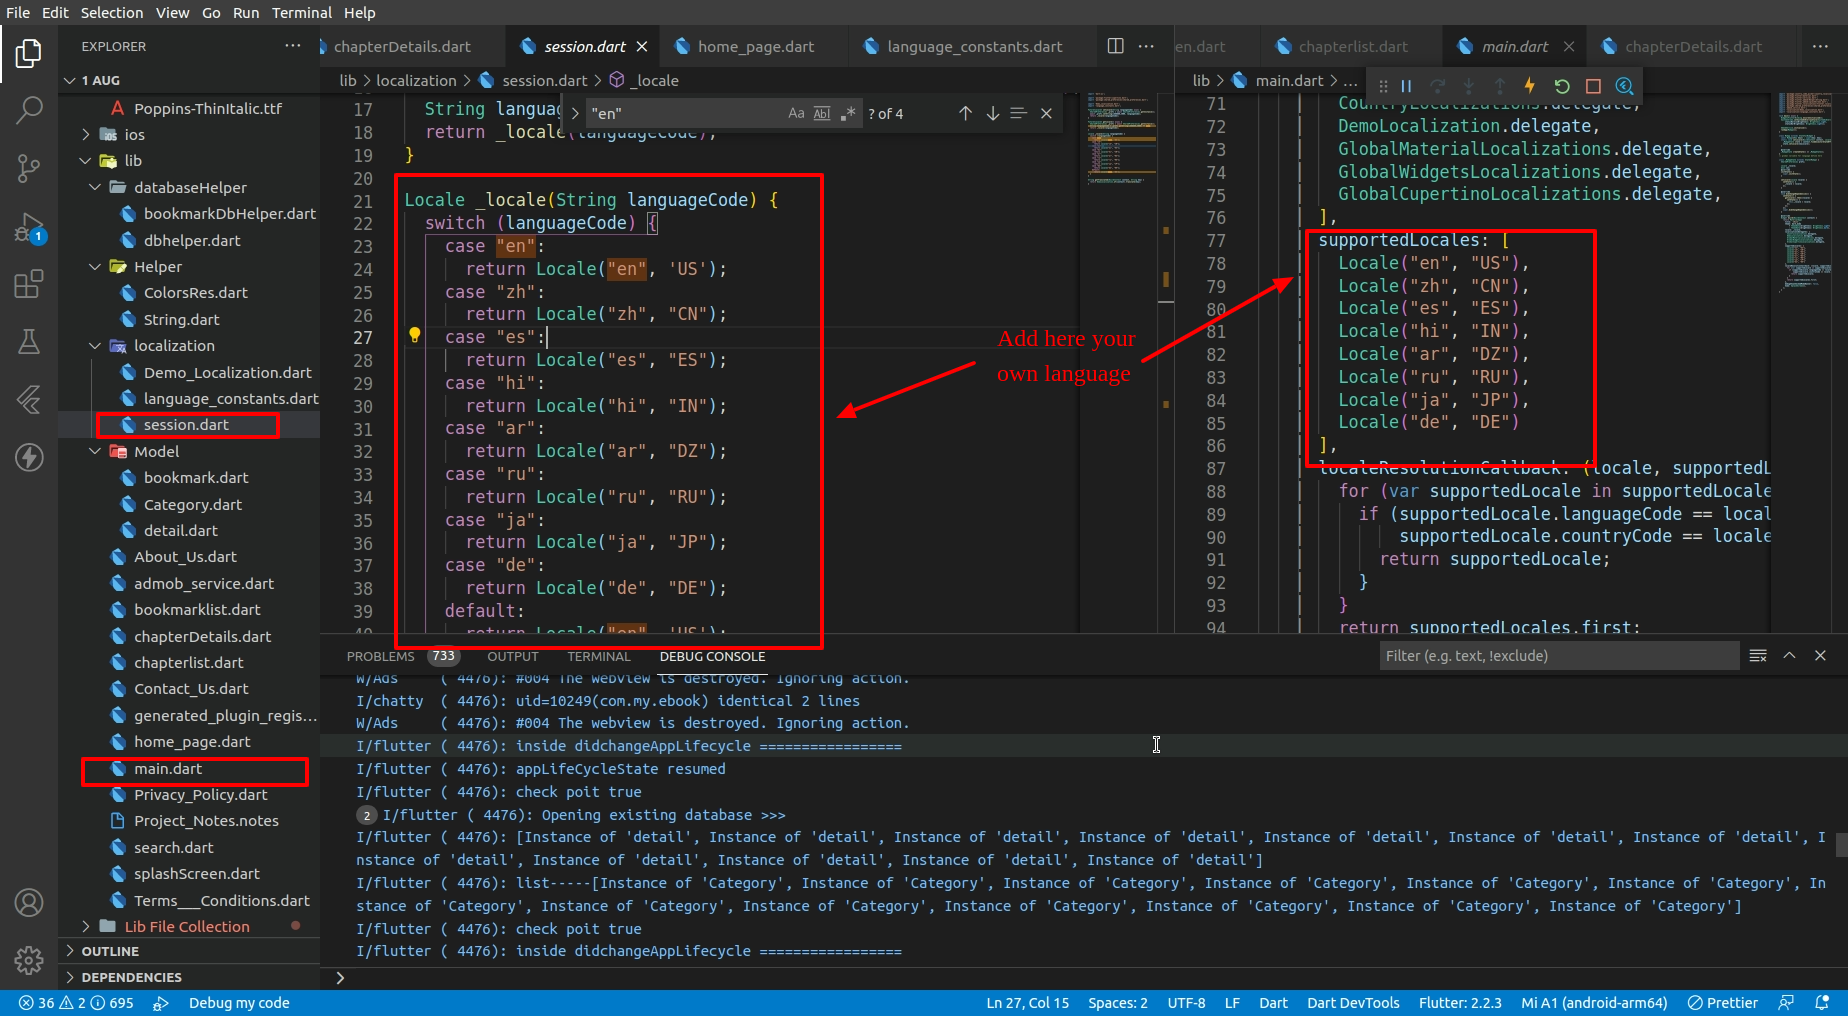 File Edit Selection View Go Run Terminal Help
EXPLORER
1 AUG
Poppins-ThinItalic.ttf
ios
lib
databaseHelper
bookmarkDbHelper.dart
dbhelper.dart
Helper
ColorsRes.dart
String.dart
localization
Demo_Localization.dart
language_constants.dart
session.dart
Model
bookmark.dart
Category.dart
detail.dart
About_Us.dart
admob_service.dart
bookmarklist.dart
chapterDetails.dart
chapterlist.dart
Contact_Us.dart
generated_plugin_regis...
home_page.dart
main.dart
Privacy_Policy.dart
Project_Notes.notes
search.dart
splashScreen.dart
Terms___Conditions.dart
Lib File Collection
OUTLINE
DEPENDENCIES
1
chapterDetails.dart session.dart home_page.dart language_constants.dart
lib > localization > session.dart > _locale
"en" Aa Abl .* ? of 4
17 String langua
18 return _locale(languageCode);
19 }
20
21 Locale _locale(String languageCode) {
22 switch (languageCode) {
23 case "en":
24 return Locale("en", 'US');
25 case "zh":
26 return Locale("zh", "CN");
27 case "es":
28 return Locale("es", "ES");
29 case "hi":
30 return Locale("hi", "IN");
31 case "ar":
32 return Locale("ar", "DZ");
33 case "ru":
34 return Locale("ru", "RU");
35 case "ja":
36 return Locale("ja", "JP");
37 case "de":
38 return Locale("de", "DE");
39 default:
40 return Locale("en", 'US');
Add here your
own language
en.dart chapterlist.dart main.dart chapterDetails.dart
lib > main.dart > ...
71 CountryLocalizations.delegate,
72 DemoLocalization.delegate,
73 GlobalMaterialLocalizations.delegate,
74 GlobalWidgetsLocalizations.delegate,
75 GlobalCupertinoLocalizations.delegate,
76 ],
77 supportedLocales: [
78 Locale("en", "US"),
79 Locale("zh", "CN"),
80 Locale("es", "ES"),
81 Locale("hi", "IN"),
82 Locale("ar", "DZ"),
83 Locale("ru", "RU"),
84 Locale("ja", "JP"),
85 Locale("de", "DE")
86 ],
87 localeResolutionCallback: (locale, supportedL
88 for (var supportedLocale in supportedLocale
89 if (supportedLocale.languageCode == local
90 supportedLocale.countryCode == locale
91 return supportedLocale;
92 }
93 }
94 return supportedLocales.first;
PROBLEMS 733 OUTPUT TERMINAL DEBUG CONSOLE
Filter (e.g. text, !exclude)
W/Ads ( 4476): #004 The webview is destroyed. Ignoring action.
I/chatty ( 4476): uid=10249(com.my.ebook) identical 2 lines
W/Ads ( 4476): #004 The webview is destroyed. Ignoring action.
I/flutter ( 4476): inside didchangeAppLifecycle =================
I/flutter ( 4476): appLifeCycleState resumed
I/flutter ( 4476): check poit true
2 I/flutter ( 4476): Opening existing database >>>
I/flutter ( 4476): [Instance of 'detail', Instance of 'detail', Instance of 'detail', Instance of 'detail', Instance of 'detail', Instance of 'detail', Instance of 'detail', I
nstance of 'detail', Instance of 'detail', Instance of 'detail', Instance of 'detail', Instance of 'detail']
I/flutter ( 4476): list-----[Instance of 'Category', Instance of 'Category', Instance of 'Category', Instance of 'Category', Instance of 'Category', Instance of 'Category', In
stance of 'Category', Instance of 'Category', Instance of 'Category', Instance of 'Category', Instance of 'Category', Instance of 'Category', Instance of 'Category']
I/flutter ( 4476): check poit true
I/flutter ( 4476): inside didchangeAppLifecycle =================
>
36 2 695 Debug my code
Ln 27, Col 15 Spaces: 2 UTF-8 LF Dart Dart DevTools Flutter: 2.2.3 Mi A1 (android-arm64) Prettier